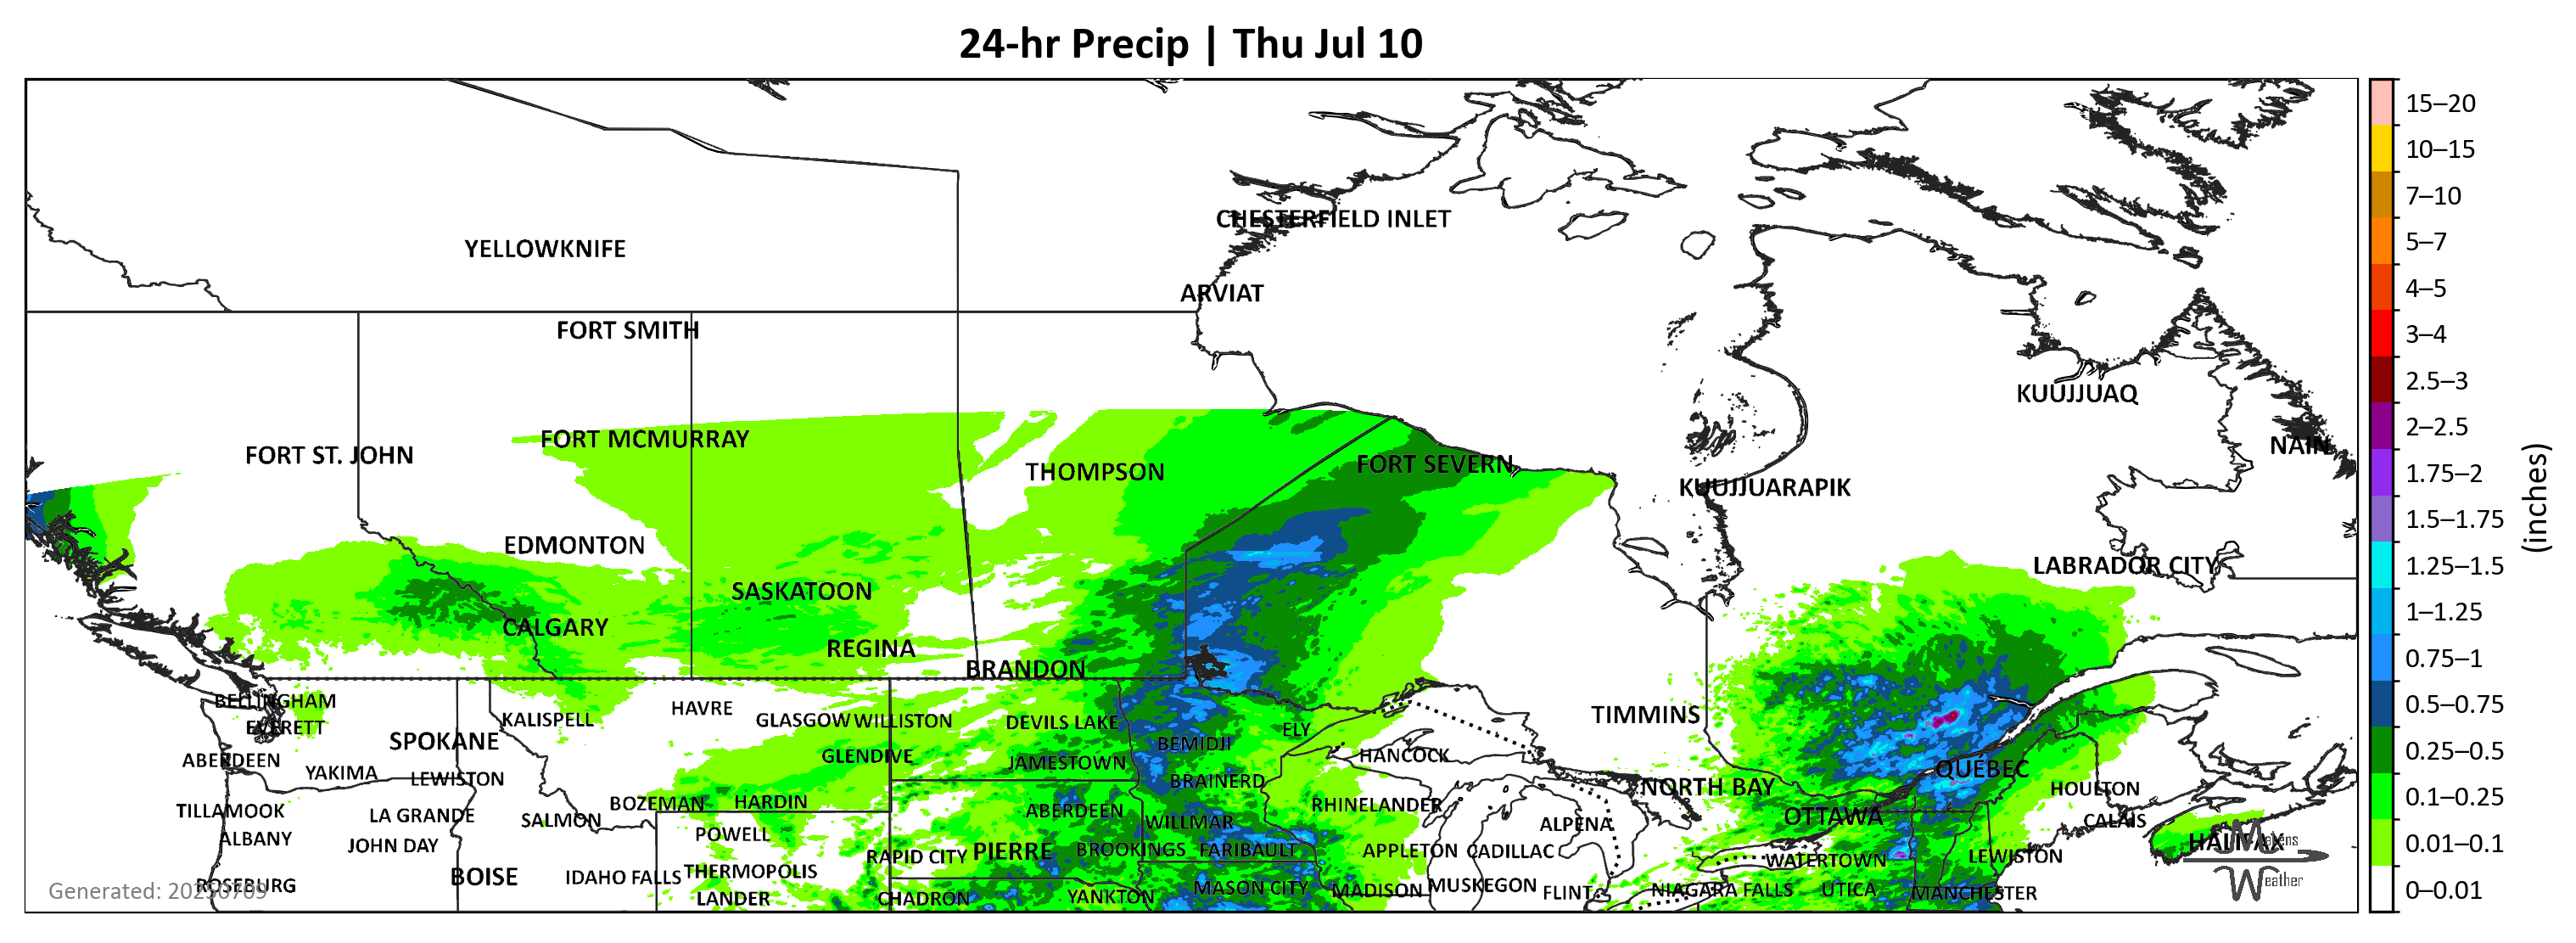 24-hr Precip | Thu Jul 10
CHESTERFIELD INLET
YELLOWKNIFE
ARVIAT
FORT SMITH
KUUJJUAQ
FORT MCMURRAY
NAIN
FORT ST. JOHN
FORT SEVERN
THOMPSON
KUUJJUARAPIK
EDMONTON
LABRADOR CITY
SASKATOON
CALGARY
REGINA
BRANDON
BELLINGHAM
HAVRE
TIMMINS
KALISPELL
GLASGOW
WILLISTON
DEVILS LAKE
EVERETT
ELY
SPOKANE
BEMIDJI
GLENDIVE
HANCOCK
ABERDEEN
JAMESTOWN
QUÉBEC
YAKIMA
LEWISTON
BRAINERD
NORTH BAY
HOULTON
BOZEMAN
HARDIN
RHINELANDER
TILLAMOOK
LA GRANDE
SALMON
ABERDEEN
WILLMAR
ALPENA
OTTAWA
CALAIS
ALBANY
JOHN DAY
POWELL
HALIFAX
RAPID CITY
PIERRE
BROOKINGS
FARIBAULT
APPLETON
CADILLAC
WATERTOWN
LEWISTON
BOISE
IDAHO FALLS
THERMOPOLIS
ROSEBURG
MASON CITY
MADISON
MUSKEGON
FLINT
NIAGARA FALLS
UTICA
MANCHESTER
LANDER
CHADRON
YANKTON
Generated: 20250709
Weather
15–20
10–15
7–10
5–7
4–5
3–4
2.5–3
2–2.5
1.75–2
1.5–1.75
1.25–1.5
1–1.25
0.75–1
0.5–0.75
0.25–0.5
0.1–0.25
0.01–0.1
0–0.01
(inches)